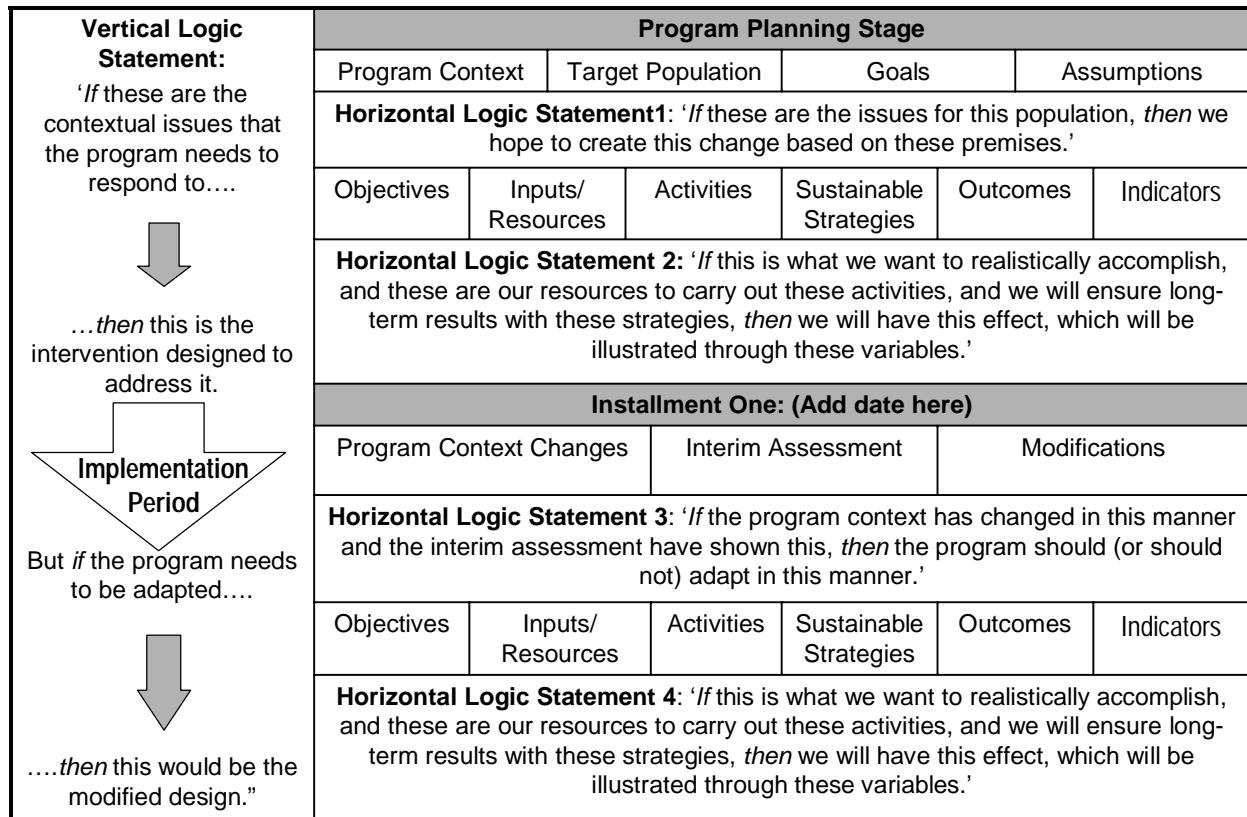 Vertical Logic
Statement:
‘If these are the
contextual issues that
the program needs to
respond to….
…then this is the
intervention designed to
address it.
Implementation
Period
But if the program needs
to be adapted….
….then this would be the
modified design.”
Program Planning Stage
Program Context
Target Population
Goals
Assumptions
Horizontal Logic Statement1: ‘If these are the issues for this population, then we
hope to create this change based on these premises.’
Objectives
Inputs/
Resources
Activities
Sustainable
Strategies
Outcomes
Indicators
Horizontal Logic Statement 2: ‘If this is what we want to realistically accomplish,
and these are our resources to carry out these activities, and we will ensure long-
term results with these strategies, then we will have this effect, which will be
illustrated through these variables.’
Installment One: (Add date here)
Program Context Changes
Interim Assessment
Modifications
Horizontal Logic Statement 3: ‘If the program context has changed in this manner
and the interim assessment have shown this, then the program should (or should
not) adapt in this manner.’
Objectives
Inputs/
Resources
Activities
Sustainable
Strategies
Outcomes
Indicators
Horizontal Logic Statement 4: ‘If this is what we want to realistically accomplish,
and these are our resources to carry out these activities, and we will ensure long-
term results with these strategies, then we will have this effect, which will be
illustrated through these variables.’